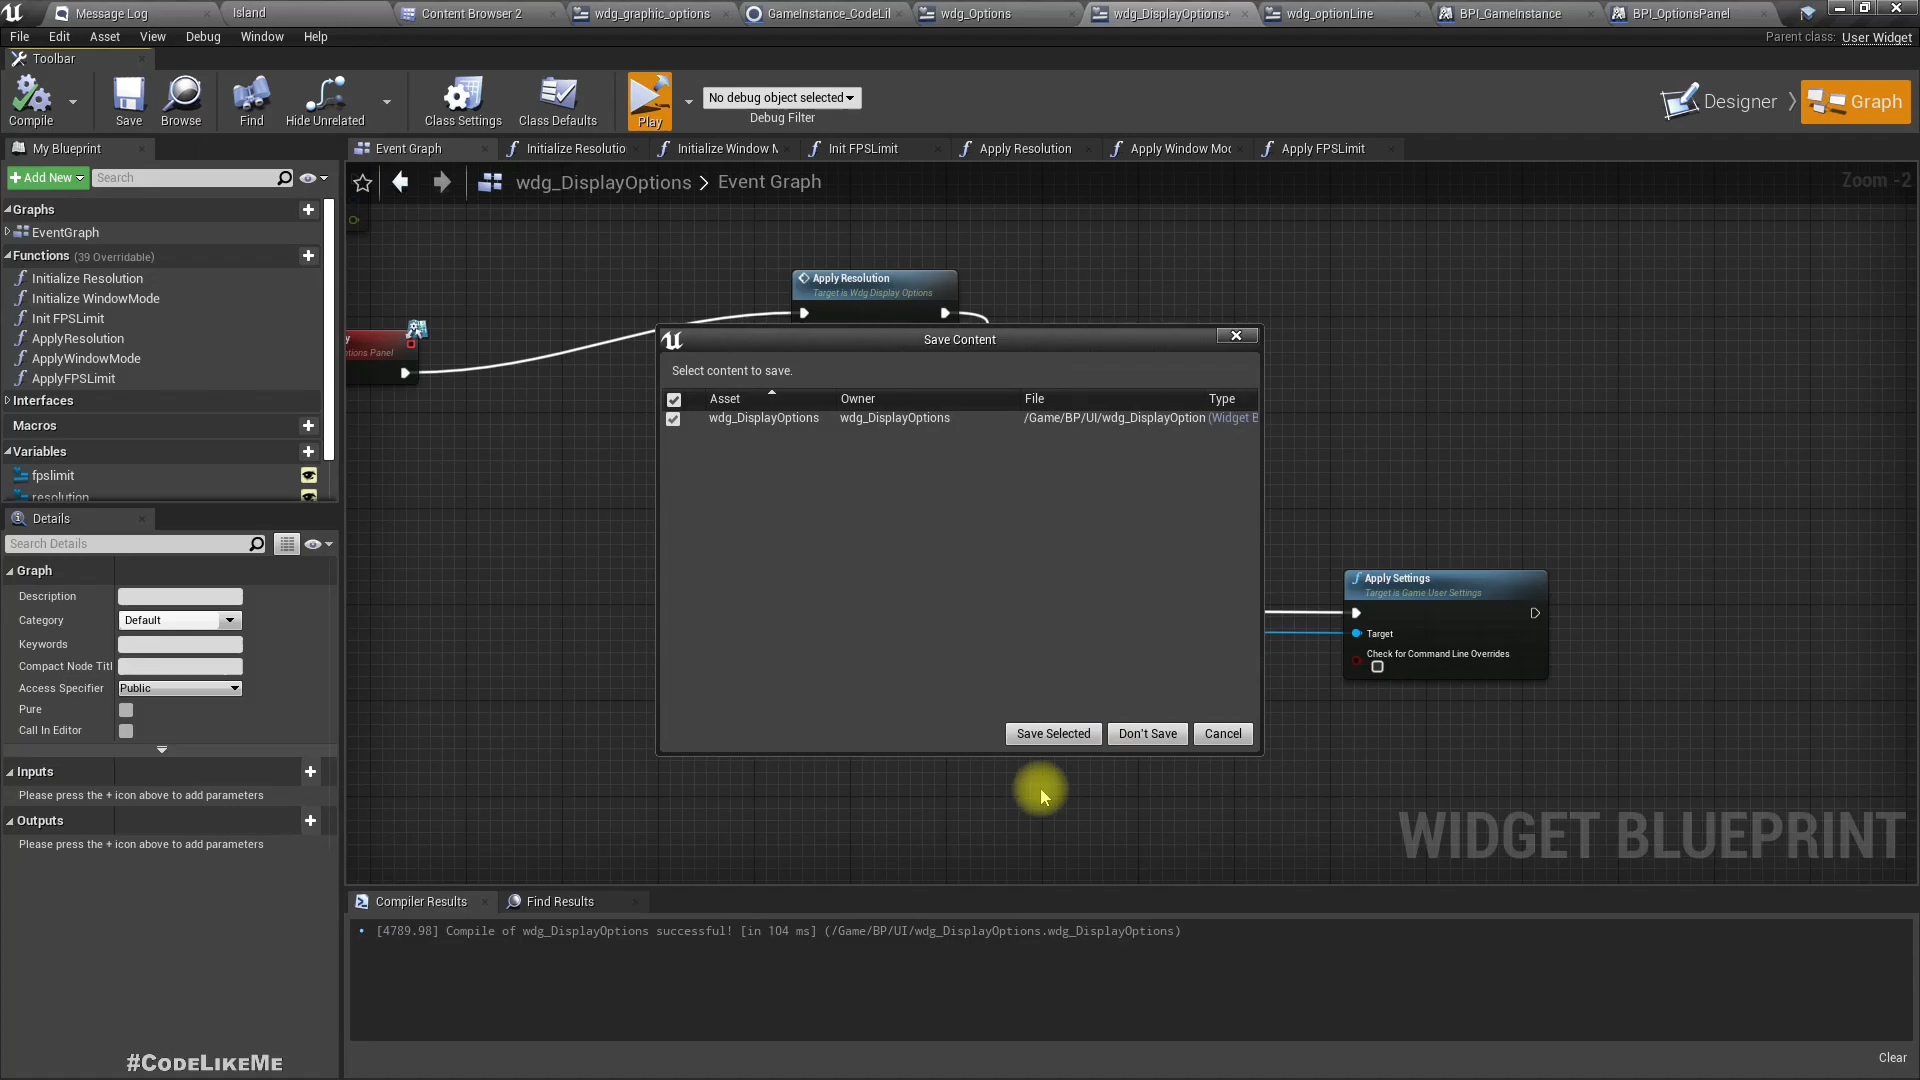 Message Log
Island
Content Browser 2
wdg_graphic_options
GameInstance_CodeLil
wdg_Options
wdg_DisplayOptions*
wdg_optionLine
BPI_GameInstance
BPI_OptionsPanel
File Edit Asset View Debug Window Help
Parent class: User Widget
Toolbar
Compile
Save
Browse
Find
Hide Unrelated
Class Settings
Class Defaults
Play
No debug object selected
Debug Filter
Designer
Graph
My Blueprint
Event Graph
Initialize Resolutio
Initialize Window M
Init FPSLimit
Apply Resolution
Apply Window Mod
Apply FPSLimit
Add New
Search
wdg_DisplayOptions > Event Graph
Zoom -2
Graphs
EventGraph
Functions (39 Overridable)
Initialize Resolution
Initialize WindowMode
Init FPSLimit
ApplyResolution
ApplyWindowMode
ApplyFPSLimit
Interfaces
Macros
Variables
fpslimit
resolution
Apply Resolution
Target is Wdg Display Options
y
tions Panel
Save Content
Select content to save.
Asset Owner File Type
wdg_DisplayOptions wdg_DisplayOptions /Game/BP/UI/wdg_DisplayOption (Widget B
Save Selected
Don't Save
Cancel
Apply Settings
Target is Game User Settings
Target
Check for Command Line Overrides
Details
Search Details
Graph
Description
Category Default
Keywords
Compact Node Titl
Access Specifier Public
Pure
Call In Editor
Inputs
Please press the + icon above to add parameters
Outputs
Please press the + icon above to add parameters
WIDGET BLUEPRINT
Compiler Results
Find Results
[4789.98] Compile of wdg_DisplayOptions successful! [in 104 ms] (/Game/BP/UI/wdg_DisplayOptions.wdg_DisplayOptions)
Clear
#CodeLikeMe